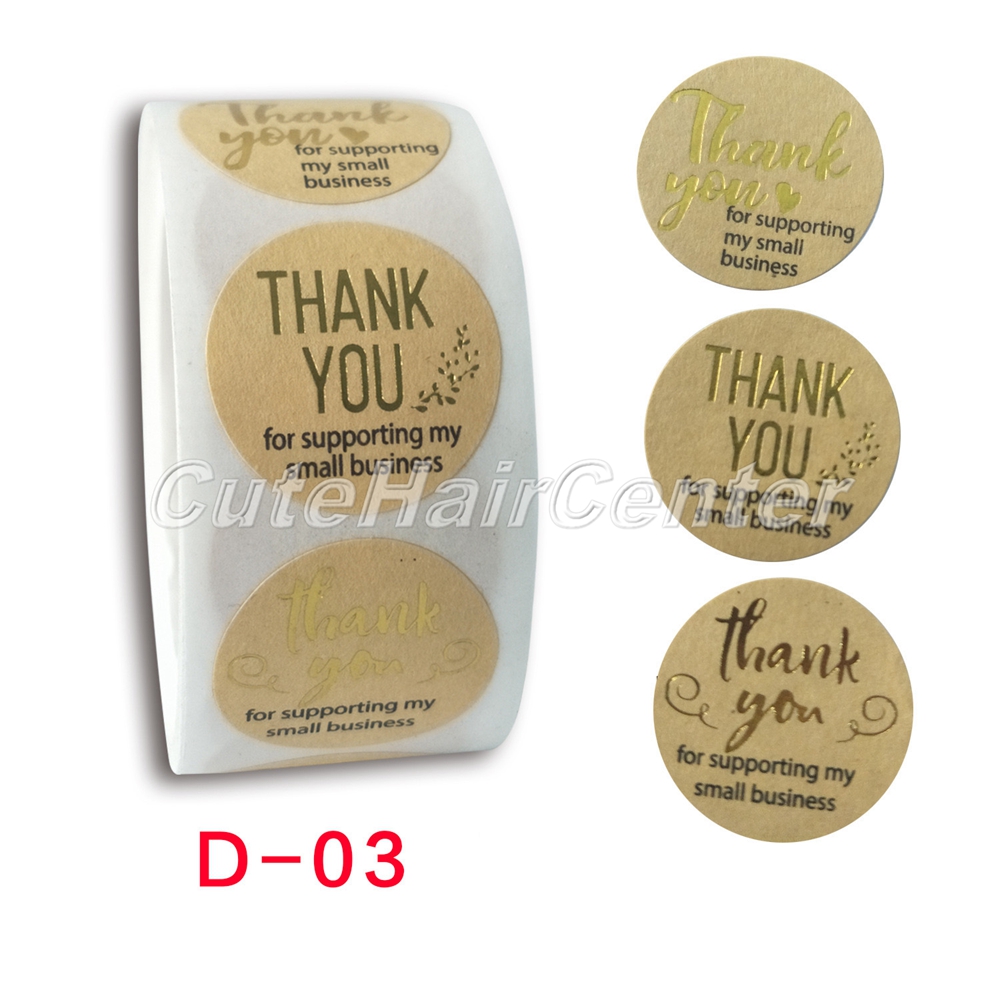 Thank
you
for supporting
my small
business
THANK
YOU
for supporting my
small business
thank
you
for supporting my
small business
Thank
you
for supporting
my small
business
THANK
YOU
for supporting my
small business
thank
you
for supporting my
small business
CuteHairCenter
D-03